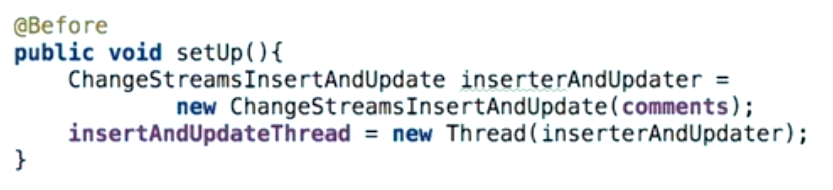 @Before
public void setUp(){
    ChangeStreamsInsertAndUpdate inserterAndUpdater =
            new ChangeStreamsInsertAndUpdate(comments);
    insertAndUpdateThread = new Thread(inserterAndUpdater);
}